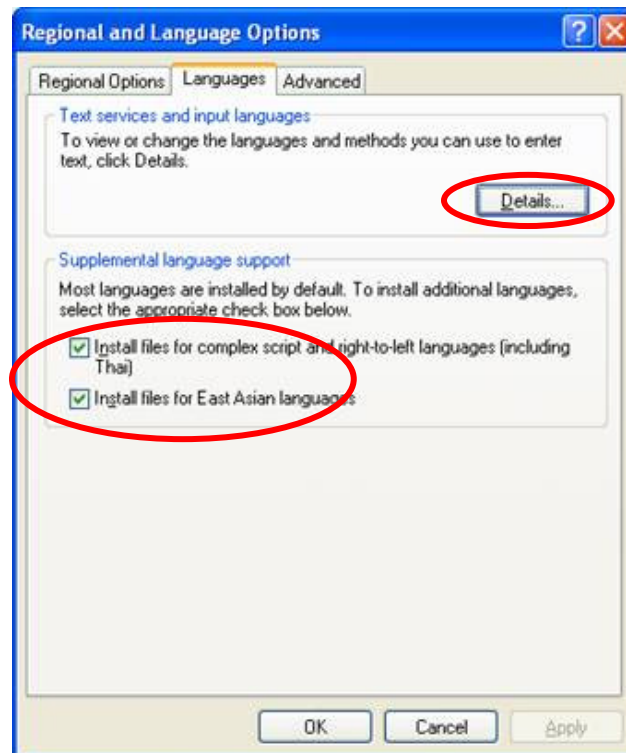 Regional and Language Options
Regional Options Languages Advanced
Text services and input languages
To view or change the languages and methods you can use to enter
text, click Details.
Details...
Supplemental language support
Most languages are installed by default. To install additional languages,
select the appropriate check box below.
Install files for complex script and right-to-left languages (including
Thai)
Install files for East Asian languages
OK Cancel Apply